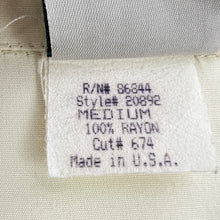 R/N# 86844
Style# 20892
MEDIUM
100% RAYON
Cut# 674
Made in U.S.A.